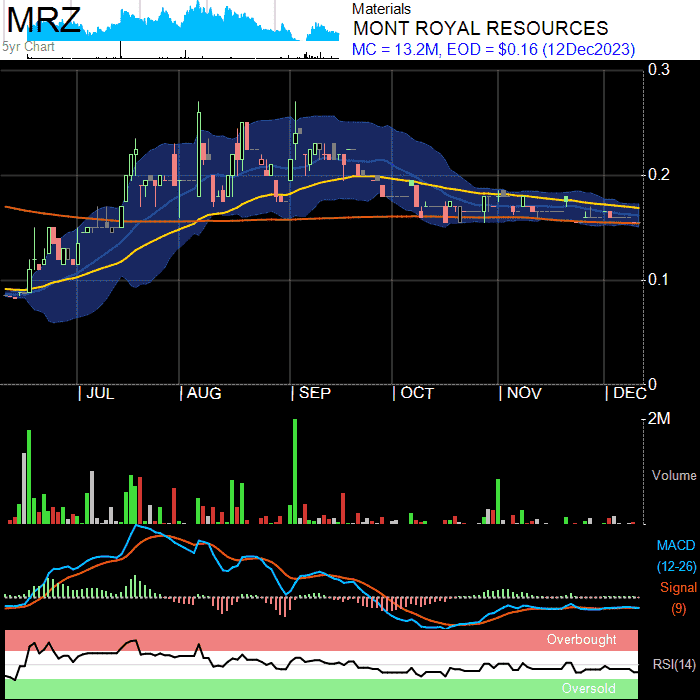 MRZ
5yr Chart
Materials
MONT ROYAL RESOURCES
MC = 13.2M, EOD = $0.16 (12Dec2023)
0.3
0.2
0.1
0
| JUL | AUG | SEP | OCT | NOV | DEC
2M
Volume
MACD
(12-26)
Signal
(9)
Overbought
RSI(14)
Oversold